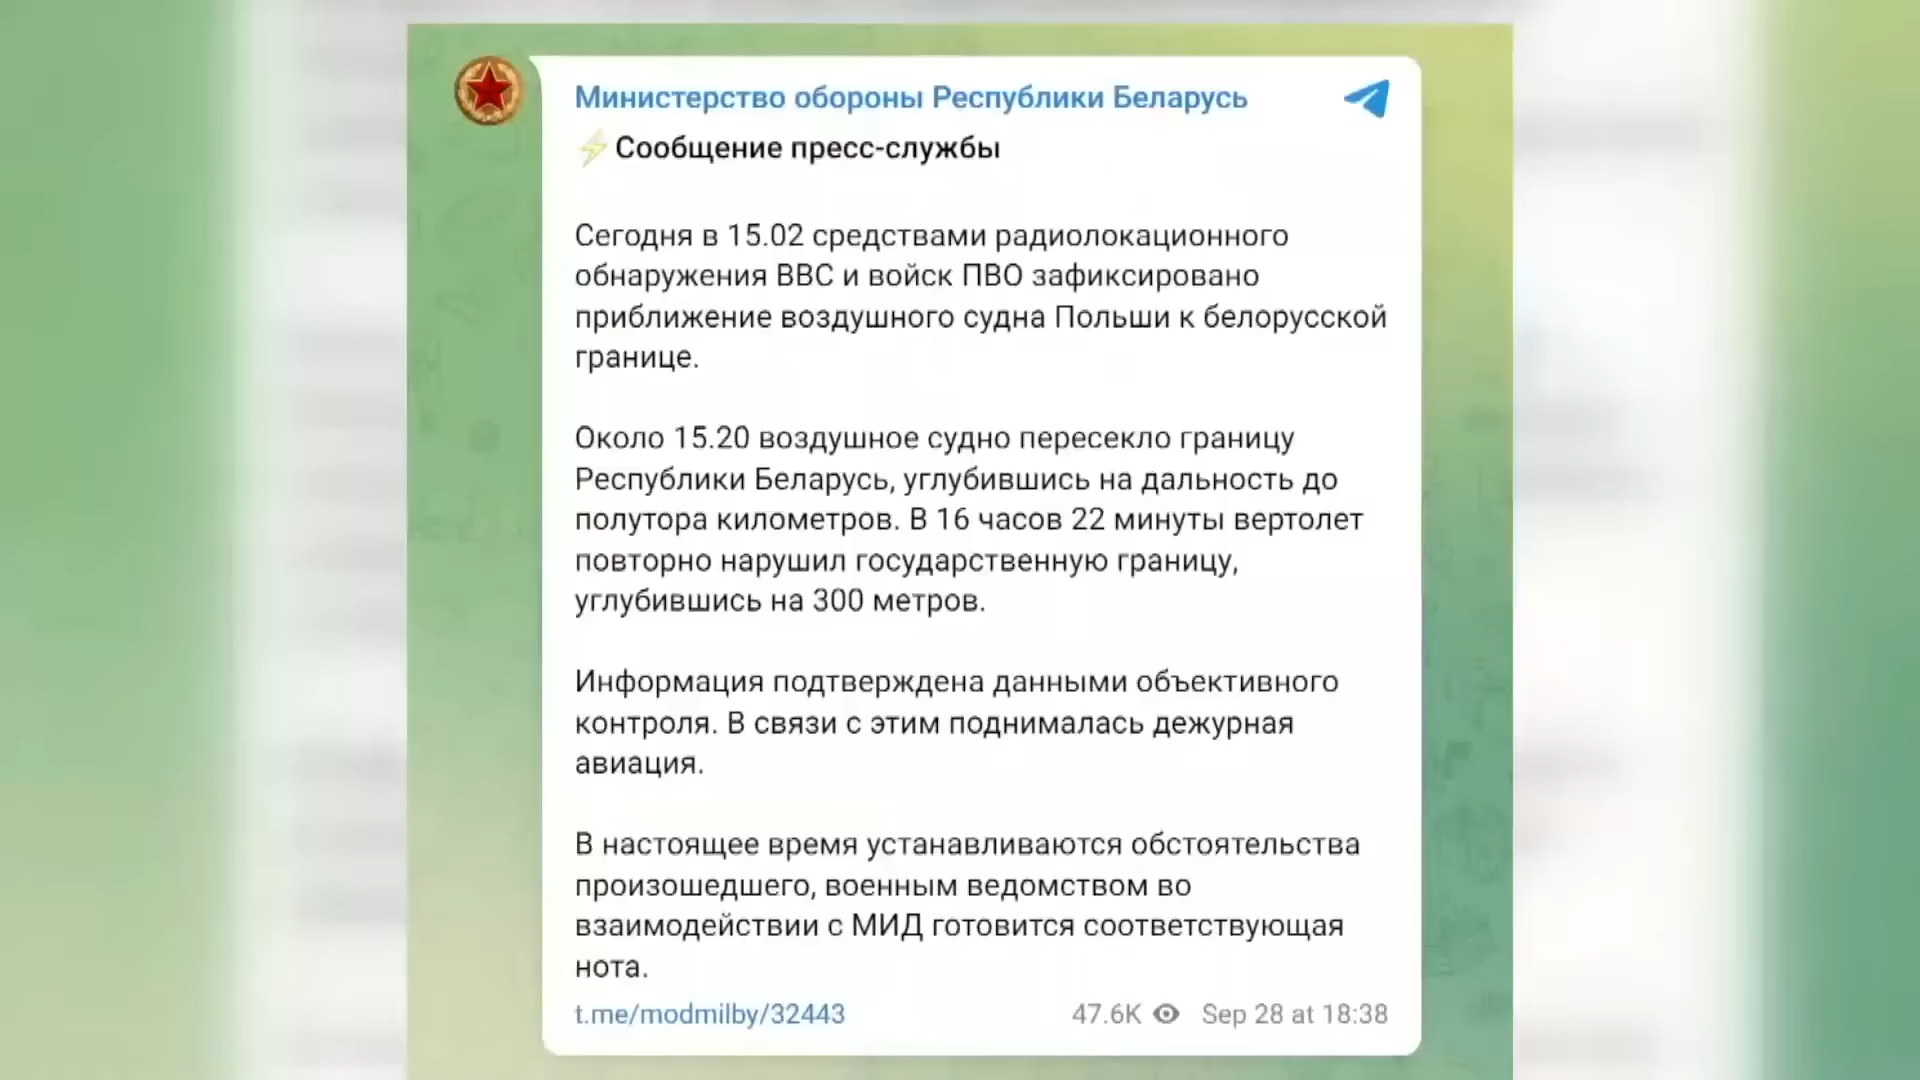 Министерство обороны Республики Беларусь
⚡Сообщение пресс-службы
Сегодня в 15.02 средствами радиолокационного
обнаружения ВВС и войск ПВО зафиксировано
приближение воздушного судна Польши к белорусской
границе.
Около 15.20 воздушное судно пересекло границу
Республики Беларусь, углубившись на дальность до
полутора километров. В 16 часов 22 минуты вертолет
повторно нарушил государственную границу,
углубившись на 300 метров.
Информация подтверждена данными объективного
контроля. В связи с этим поднималась дежурная
авиация.
В настоящее время устанавливаются обстоятельства
произошедшего, военным ведомством во
взаимодействии с МИД готовится соответствующая
нота.
t.me/modmilby/32443 47.6K Sep 28 at 18:38